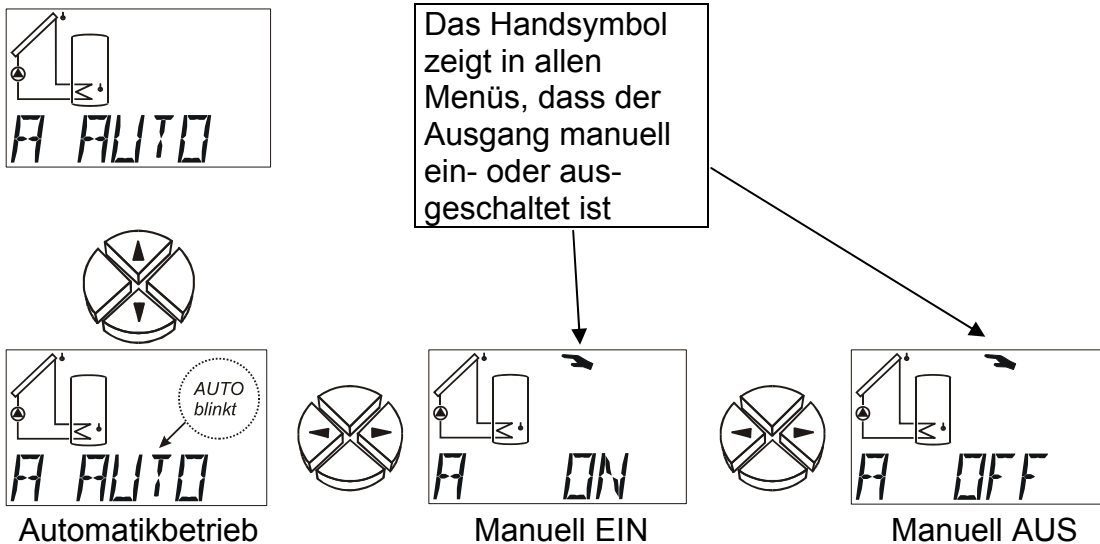 A AUTO
Das Handsymbol
zeigt in allen
Menüs, dass der
Ausgang manuell
ein- oder aus-
geschaltet ist
AUTO
blinkt
A AUTO
A ON
A OFF
Automatikbetrieb
Manuell EIN
Manuell AUS